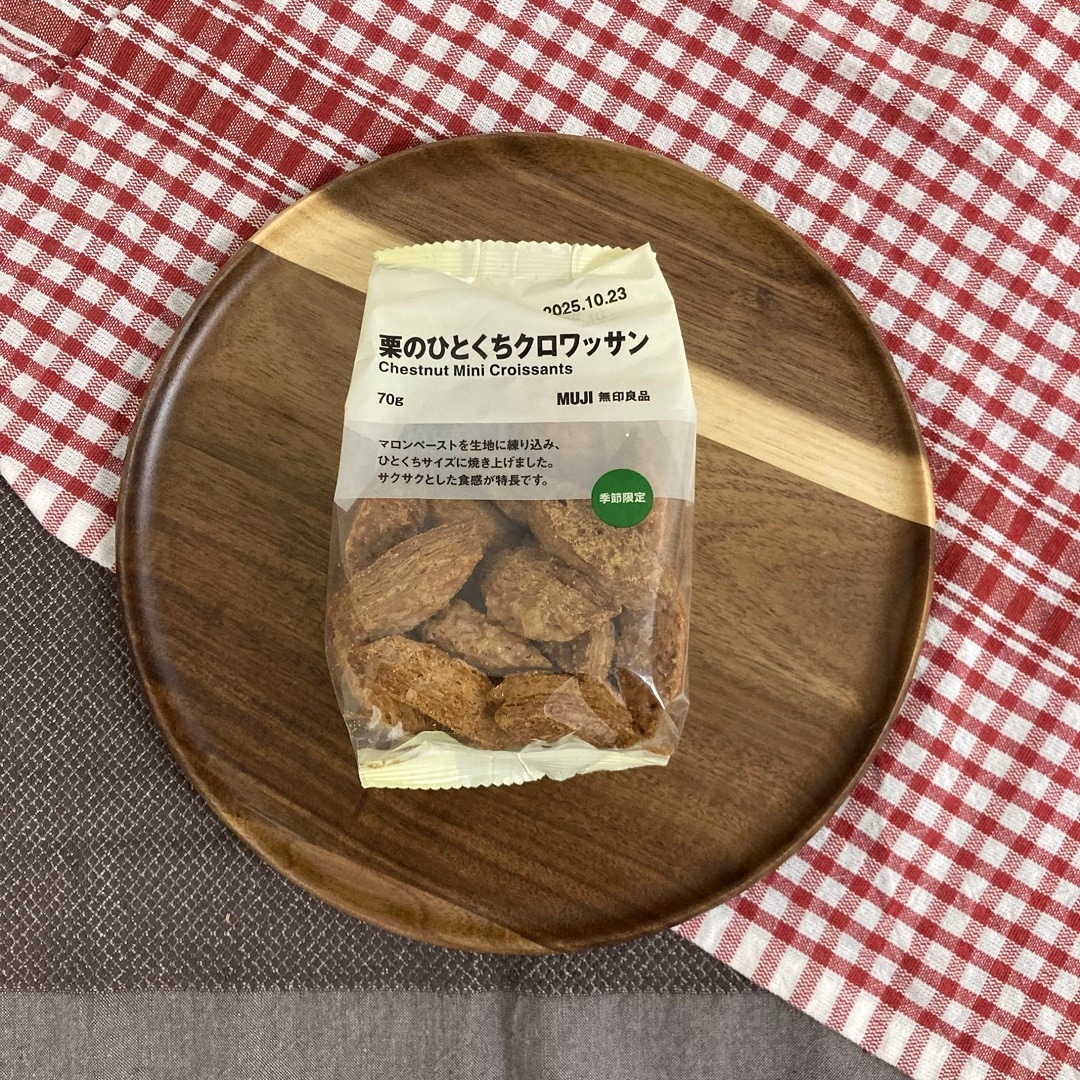 2025.10.23
栗のひとくちクロワッサン
Chestnut Mini Croissants
70g MUJI 無印良品
マロンペーストを生地に練り込み、
ひとくちサイズに焼き上げました。
サクサクとした食感が特長です。
季節限定